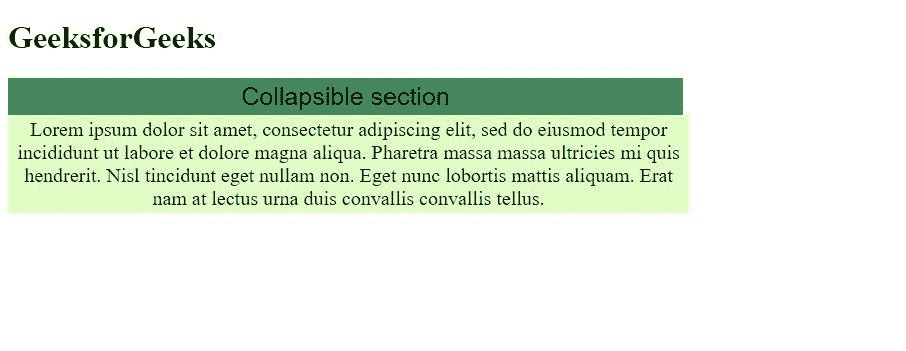 GeeksforGeeks
Collapsible section
Lorem ipsum dolor sit amet, consectetur adipiscing elit, sed do eiusmod tempor
incididunt ut labore et dolore magna aliqua. Pharetra massa massa ultricies mi quis
hendrerit. Nisl tincidunt eget nullam non. Eget nunc lobortis mattis aliquam. Erat
nam at lectus urna duis convallis convallis tellus.